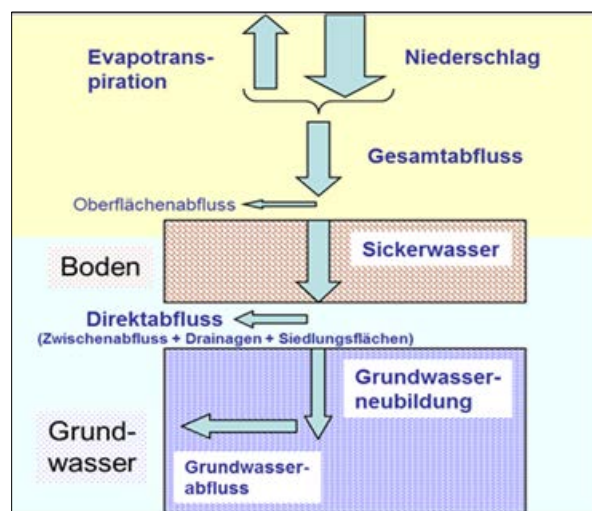 Evapotrans-
piration
Niederschlag
Gesamtabfluss
Oberflächenabfluss
Boden
Sickerwasser
Direktabfluss
(Zwischenabfluss + Drainagen + Siedlungsflächen)
Grundwasser-
neubildung
Grund-
wasser
Grundwasser-
abfluss